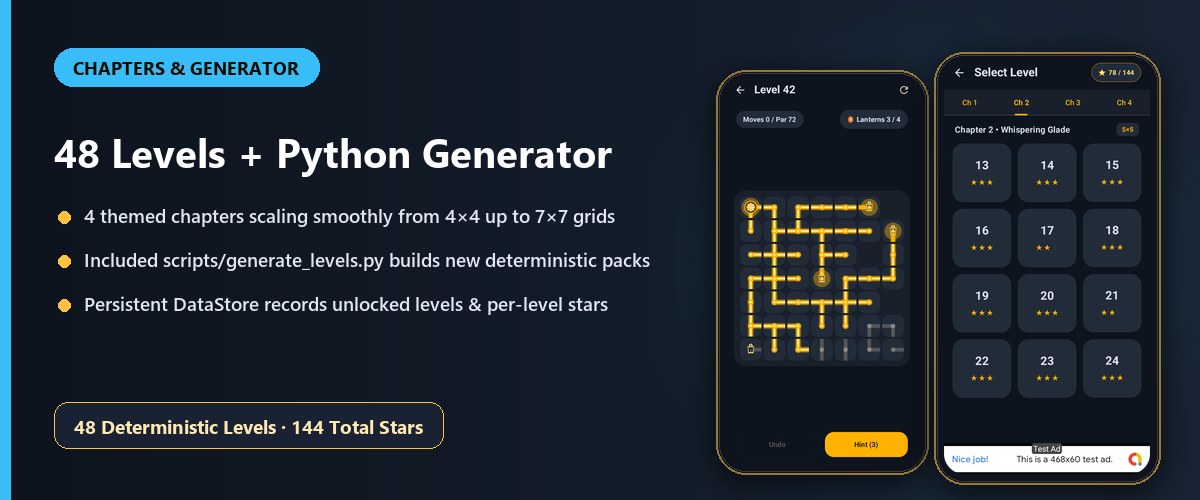 CHAPTERS & GENERATOR
48 Levels + Python Generator
4 themed chapters scaling smoothly from 4×4 up to 7×7 grids
Included scripts/generate_levels.py builds new deterministic packs
Persistent DataStore records unlocked levels & per-level stars
48 Deterministic Levels · 144 Total Stars
Level 42
Moves 0 / Par 72
Lanterns 3 / 4
Undo
Hint (3)
Select Level
★ 78 / 144
Ch 1
Ch 2
Ch 3
Ch 4
Chapter 2 • Whispering Glade
5×5
13
14
15
★★★
★★★
★★★
16
17
18
★★★
★★
★★★
19
20
21
★★★
★★★
★★
22
23
24
★★★
★★★
★★★
Test Ad
Nice job!
This is a 468x60 test ad.